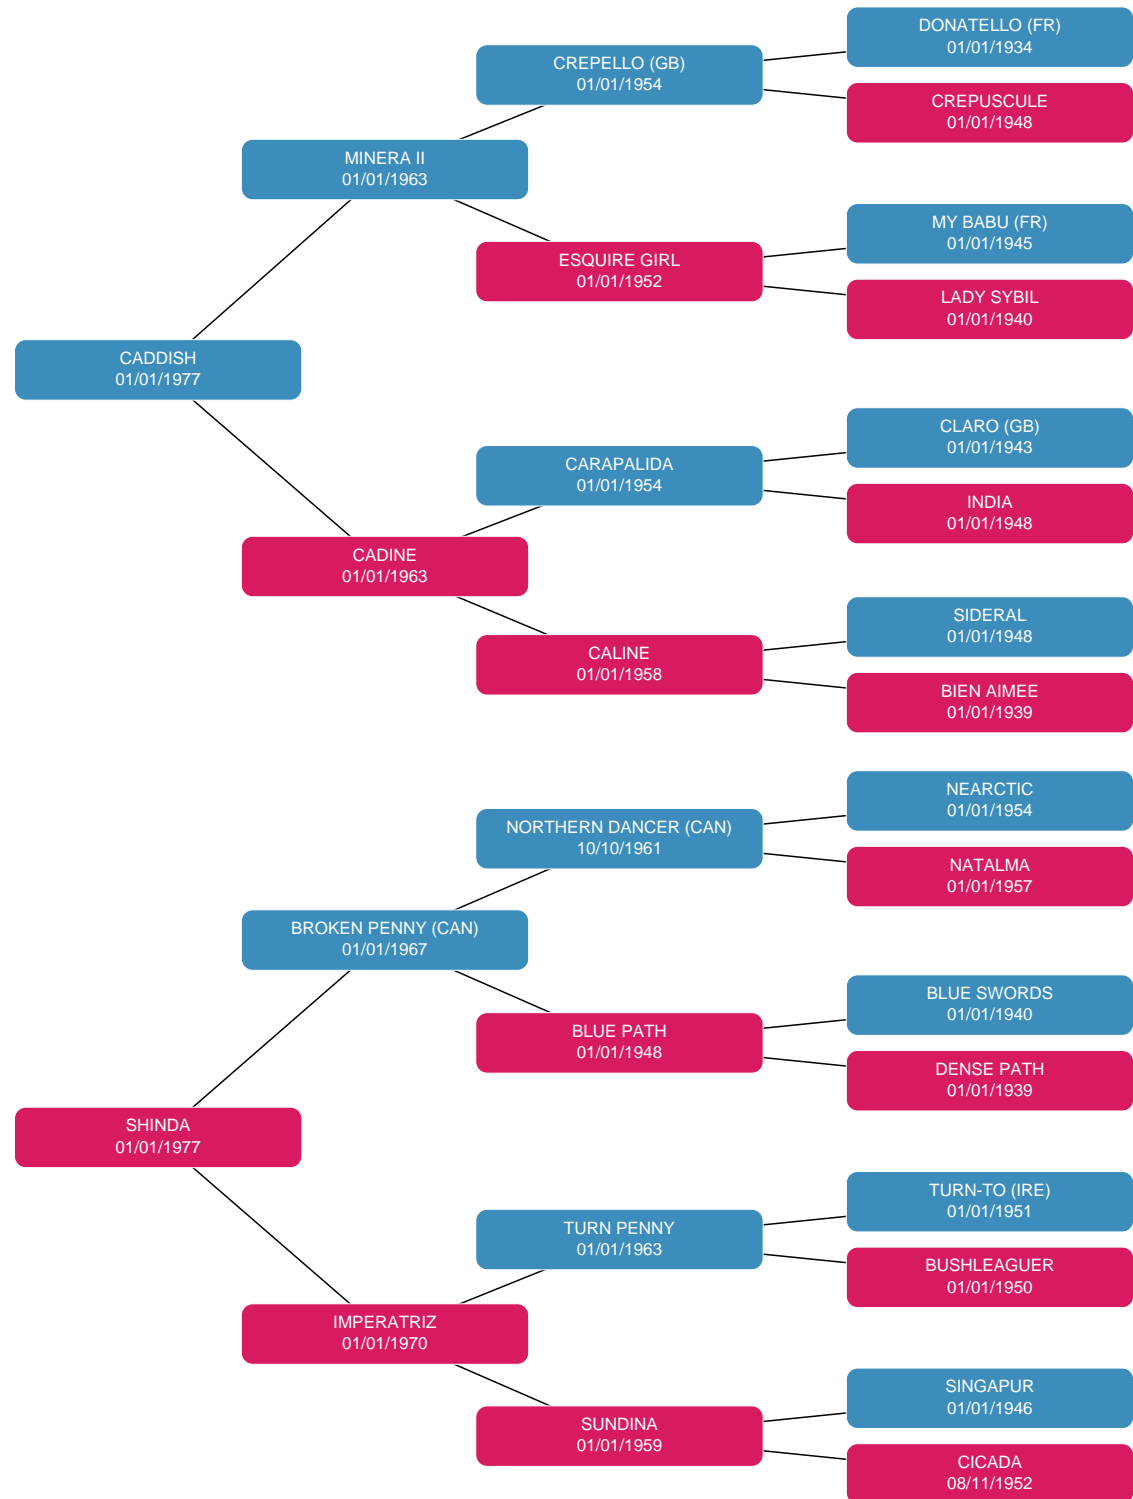 DONATELLO (FR)
01/01/1934
CREPELLO (GB)
01/01/1954
CREPUSCULE
01/01/1948
MINERA II
01/01/1963
MY BABU (FR)
01/01/1945
ESQUIRE GIRL
01/01/1952
LADY SYBIL
01/01/1940
CADDISH
01/01/1977
CLARO (GB)
01/01/1943
CARAPALIDA
01/01/1954
INDIA
01/01/1948
CADINE
01/01/1963
SIDERAL
01/01/1948
CALINE
01/01/1958
BIEN AIMEE
01/01/1939
NEARCTIC
01/01/1954
NORTHERN DANCER (CAN)
10/10/1961
NATALMA
01/01/1957
BROKEN PENNY (CAN)
01/01/1967
BLUE SWORDS
01/01/1940
BLUE PATH
01/01/1948
DENSE PATH
01/01/1939
SHINDA
01/01/1977
TURN-TO (IRE)
01/01/1951
TURN PENNY
01/01/1963
BUSHLEAGUER
01/01/1950
IMPERATRIZ
01/01/1970
SINGAPUR
01/01/1946
SUNDINA
01/01/1959
CICADA
08/11/1952